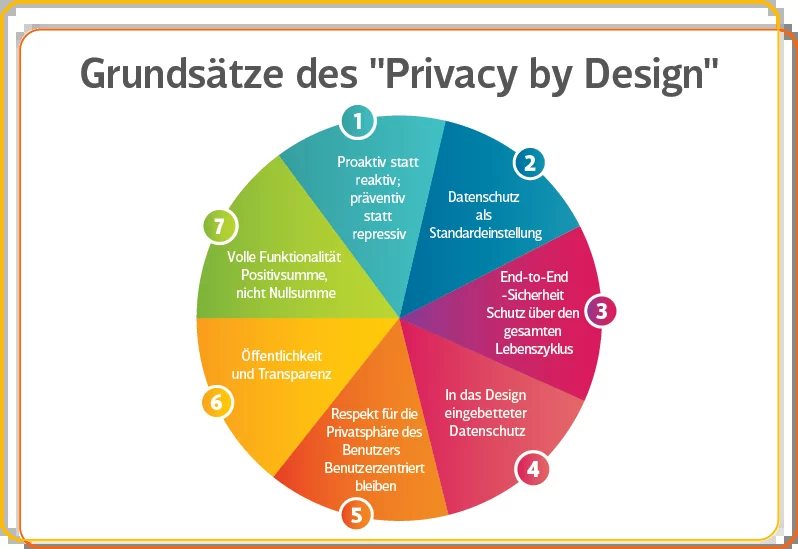 Grundsätze des "Privacy by Design"
1
Proaktiv statt
reaktiv;
präventiv
statt
repressiv
2
Datenschutz
als
Standardeinstellung
3
End-to-End
-Sicherheit
Schutz über den
gesamten
Lebenszyklus
4
In das Design
eingebetteter
Datenschutz
5
Respekt für die
Privatsphäre des
Benutzers
Benutzerzentriert
bleiben
6
Öffentlichkeit
und Transparenz
7
Volle Funktionalität
Positivsumme,
nicht Nullsumme